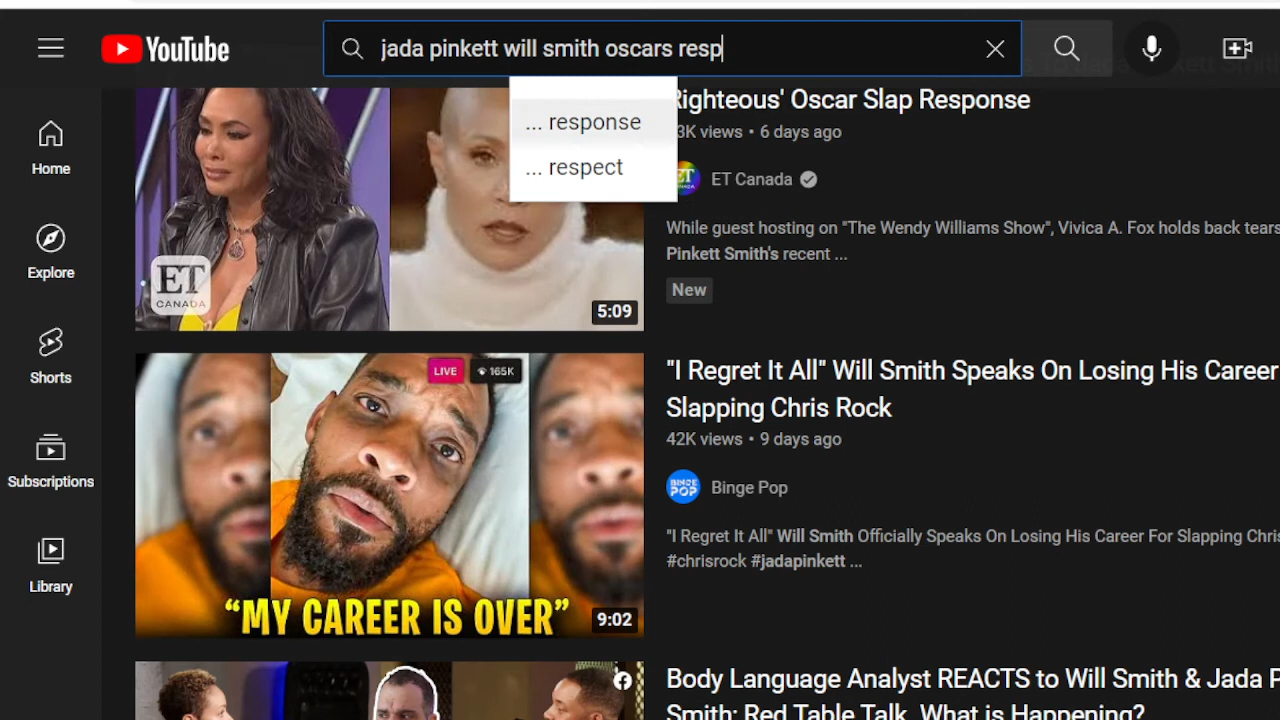 YouTube
jada pinkett will smith oscars resp
... response
... respect
Righteous' Oscar Slap Response
3K views • 6 days ago
ET Canada
While guest hosting on "The Wendy Williams Show", Vivica A. Fox holds back tears
Pinkett Smith's recent ...
New
ET
CANADA
5:09
Home
Explore
Shorts
Subscriptions
Library
LIVE
165K
"MY CAREER IS OVER"
9:02
"I Regret It All" Will Smith Speaks On Losing His Career
Slapping Chris Rock
42K views • 9 days ago
BINGE
POP
Binge Pop
"I Regret It All" Will Smith Officially Speaks On Losing His Career For Slapping Chris
#chrisrock #jadapinkett ...
Body Language Analyst REACTS to Will Smith & Jada P
Smith: Red Table Talk. What is Happening?